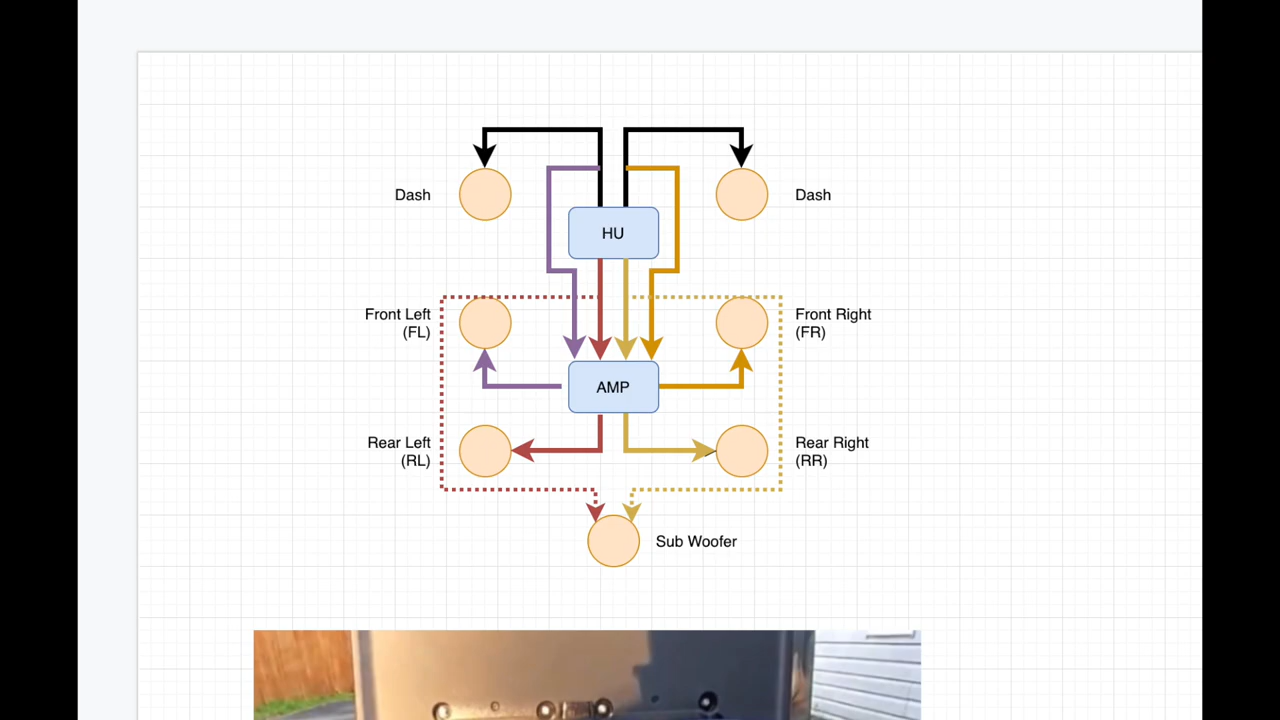 Dash
Dash
HU
Front Left
(FL)
Front Right
(FR)
AMP
Rear Left
(RL)
Rear Right
(RR)
Sub Woofer